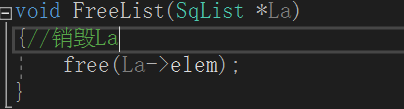 void FreeList(SqList *La)
{//销毁La
    free(La->elem);
}